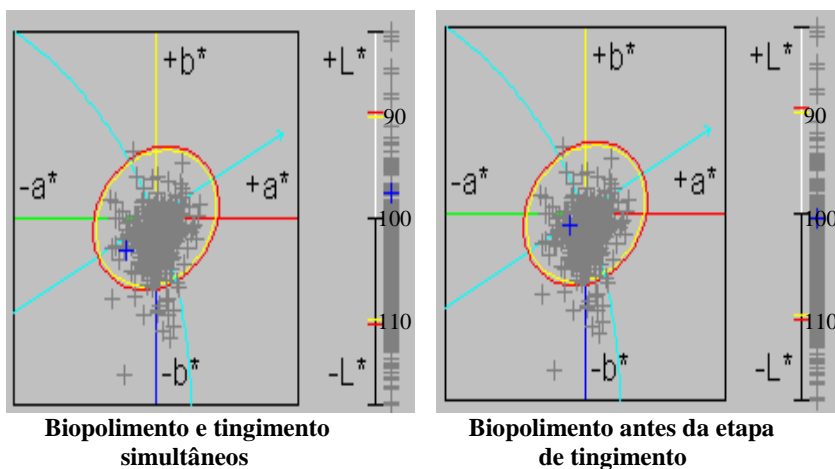 +b*
+L*
90
-a*
+a*
100
110
-b*
-L*
Biopolimento e tingimento
simultâneos
+b*
+L*
90
-a*
+a*
100
110
-b*
-L*
Biopolimento antes da etapa
de tingimento